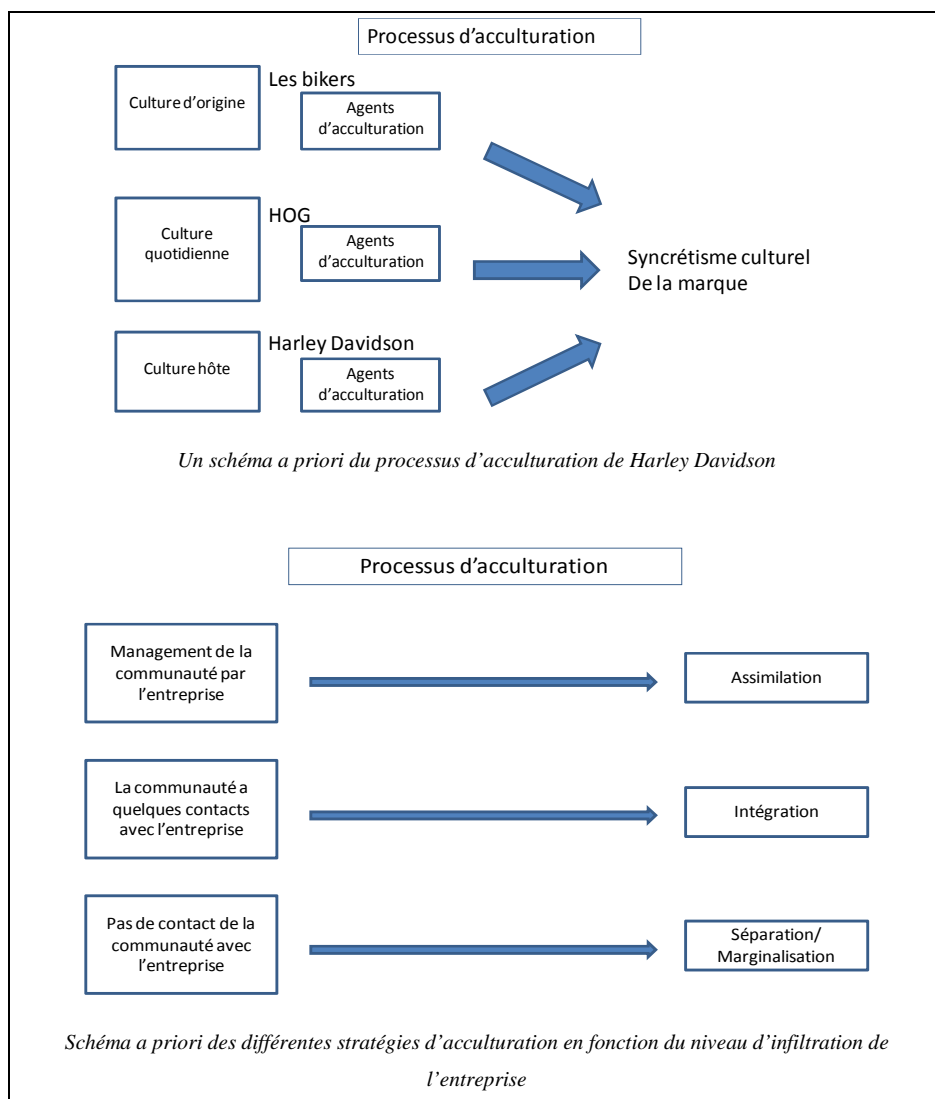 Processus d'acculturation
Les bikers
Culture d'origine
Agents
d'acculturation
HOG
Culture
quotidienne
Agents
d'acculturation
Harley Davidson
Culture hôte
Agents
d'acculturation
Syncrétisme culturel
De la marque
Un schéma a priori du processus d'acculturation de Harley Davidson
Processus d'acculturation
Management de la
communauté par
l'entreprise
Assimilation
La communauté a
quelques contacts
avec l'entreprise
Intégration
Pas de contact de la
communauté avec
l'entreprise
Séparation/
Marginalisation
Schéma a priori des différentes stratégies d'acculturation en fonction du niveau d'infiltration de
l'entreprise